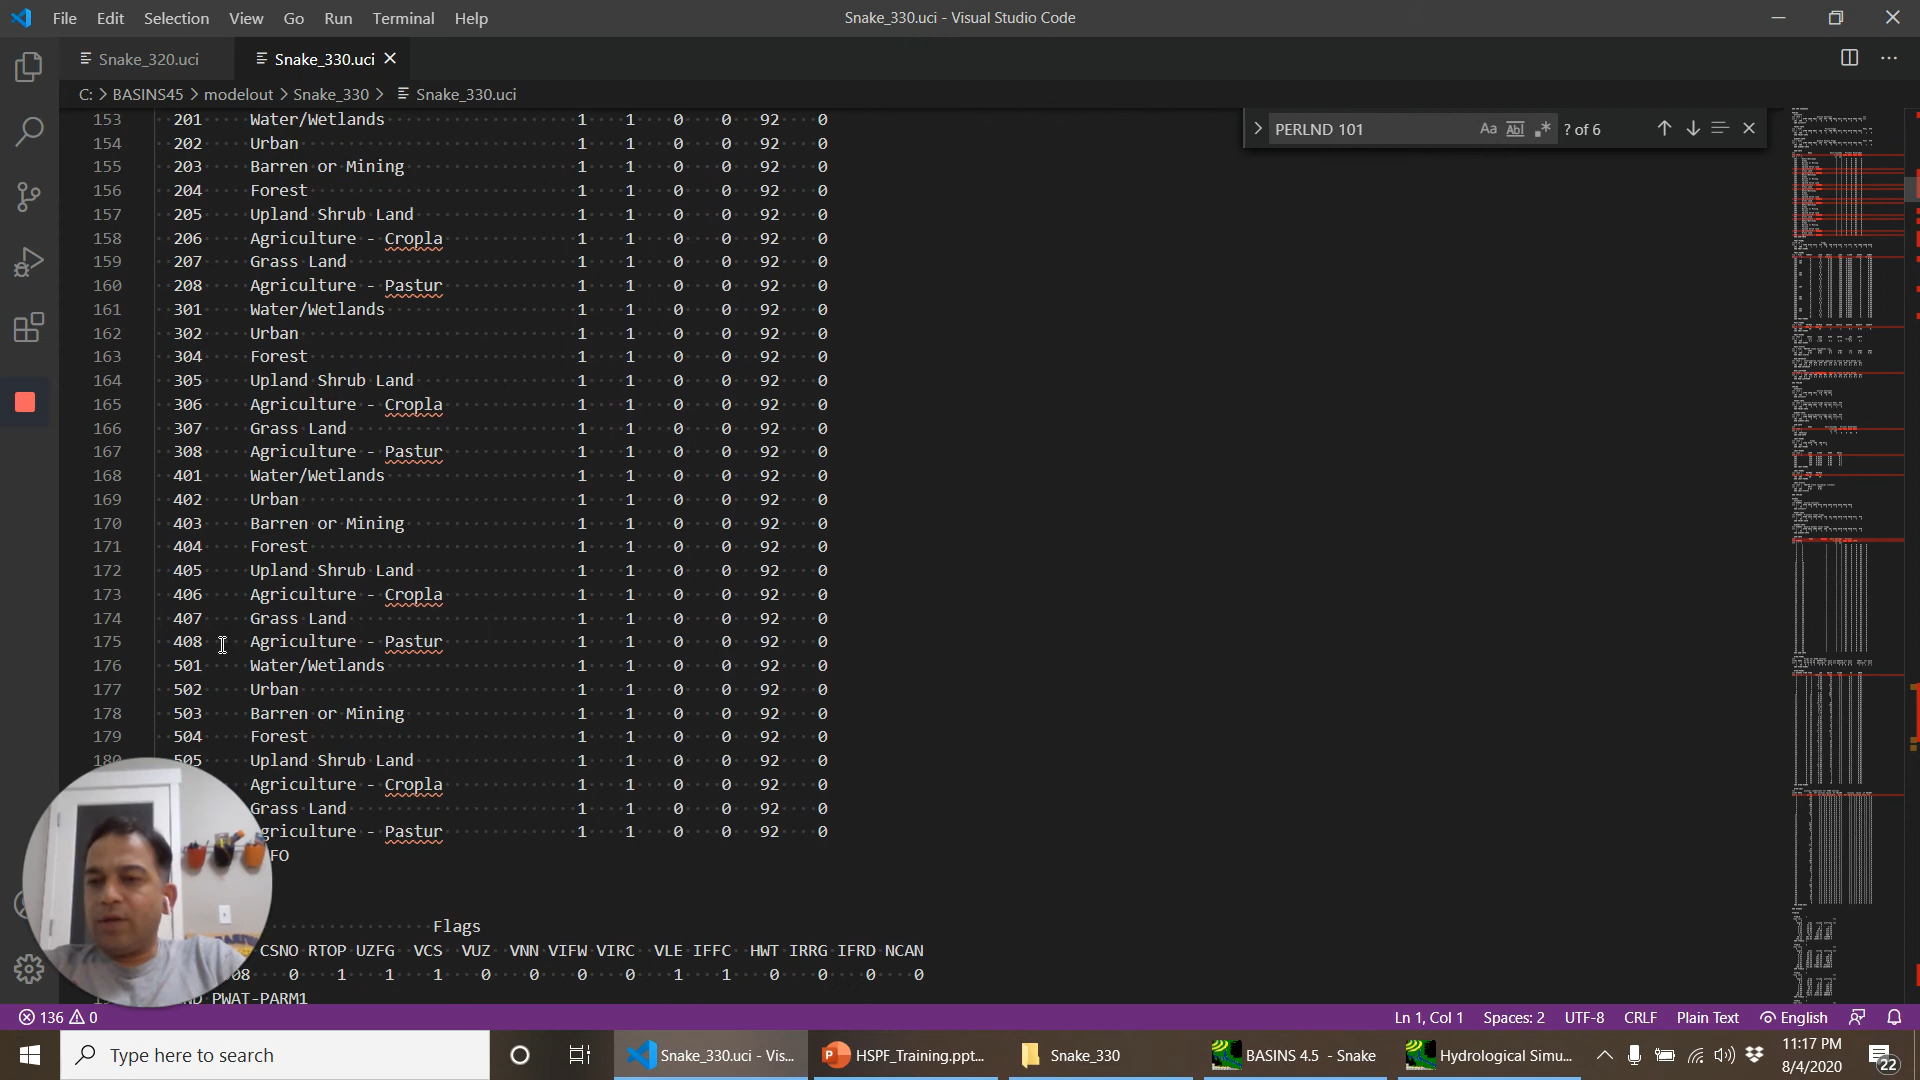 File Edit Selection View Go Run Terminal Help
Snake_330.uci - Visual Studio Code
Snake_320.uci
Snake_330.uci
C: > BASINS45 > modelout > Snake_330 > Snake_330.uci
PERLND 101
Aa Abl ? of 6
153 201 Water/Wetlands 1 1 0 0 92 0
154 202 Urban 1 1 0 0 92 0
155 203 Barren or Mining 1 1 0 0 92 0
156 204 Forest 1 1 0 0 92 0
157 205 Upland Shrub Land 1 1 0 0 92 0
158 206 Agriculture - Cropla 1 1 0 0 92 0
159 207 Grass Land 1 1 0 0 92 0
160 208 Agriculture - Pastur 1 1 0 0 92 0
161 301 Water/Wetlands 1 1 0 0 92 0
162 302 Urban 1 1 0 0 92 0
163 304 Forest 1 1 0 0 92 0
164 305 Upland Shrub Land 1 1 0 0 92 0
165 306 Agriculture - Cropla 1 1 0 0 92 0
166 307 Grass Land 1 1 0 0 92 0
167 308 Agriculture - Pastur 1 1 0 0 92 0
168 401 Water/Wetlands 1 1 0 0 92 0
169 402 Urban 1 1 0 0 92 0
170 403 Barren or Mining 1 1 0 0 92 0
171 404 Forest 1 1 0 0 92 0
172 405 Upland Shrub Land 1 1 0 0 92 0
173 406 Agriculture - Cropla 1 1 0 0 92 0
174 407 Grass Land 1 1 0 0 92 0
175 408 Agriculture - Pastur 1 1 0 0 92 0
176 501 Water/Wetlands 1 1 0 0 92 0
177 502 Urban 1 1 0 0 92 0
178 503 Barren or Mining 1 1 0 0 92 0
179 504 Forest 1 1 0 0 92 0
180 505 Upland Shrub Land 1 1 0 0 92 0
Agriculture - Cropla 1 1 0 0 92 0
Grass Land 1 1 0 0 92 0
griculture - Pastur 1 1 0 0 92 0
FO
Flags
CSNO RTOP UZFG VCS VUZ VNN VIFW VIRC VLE IFFC HWT IRRG IFRD NCAN
08 0 1 1 1 0 0 0 0 1 1 0 0 0 0
ND PWAT-PARM1
136 0
Ln 1, Col 1 Spaces: 2 UTF-8 CRLF Plain Text English
Type here to search
Snake_330.uci - Vis...
HSPF_Training.ppt...
Snake_330
BASINS 4.5 - Snake
Hydrological Simu...
11:17 PM
8/4/2020
22